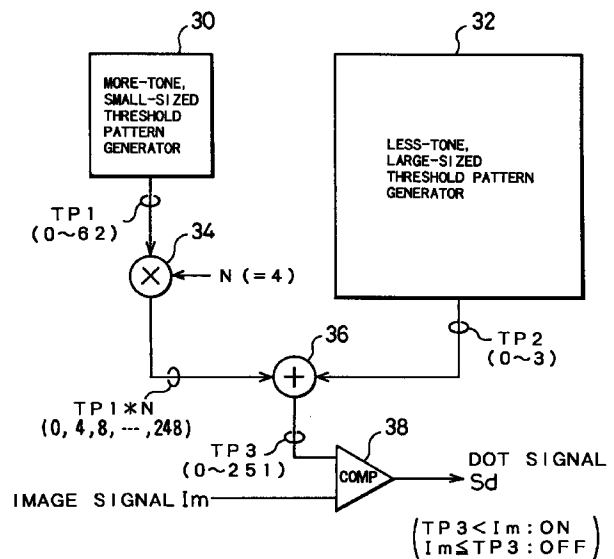 30
32
MORE-TONE,
SMALL-SIZED
THRESHOLD
PATTERN
GENERATOR
LESS-TONE,
LARGE-SIZED
THRESHOLD PATTERN
GENERATOR
TP1
(0~62)
34
×
N (=4)
36
+
TP2
(0~3)
TP1*N
(0, 4, 8, ---, 248)
TP3
(0~251)
38
COMP
DOT SIGNAL
Sd
IMAGE SIGNAL Im
(TP3<Im:ON
Im≦TP3:OFF)